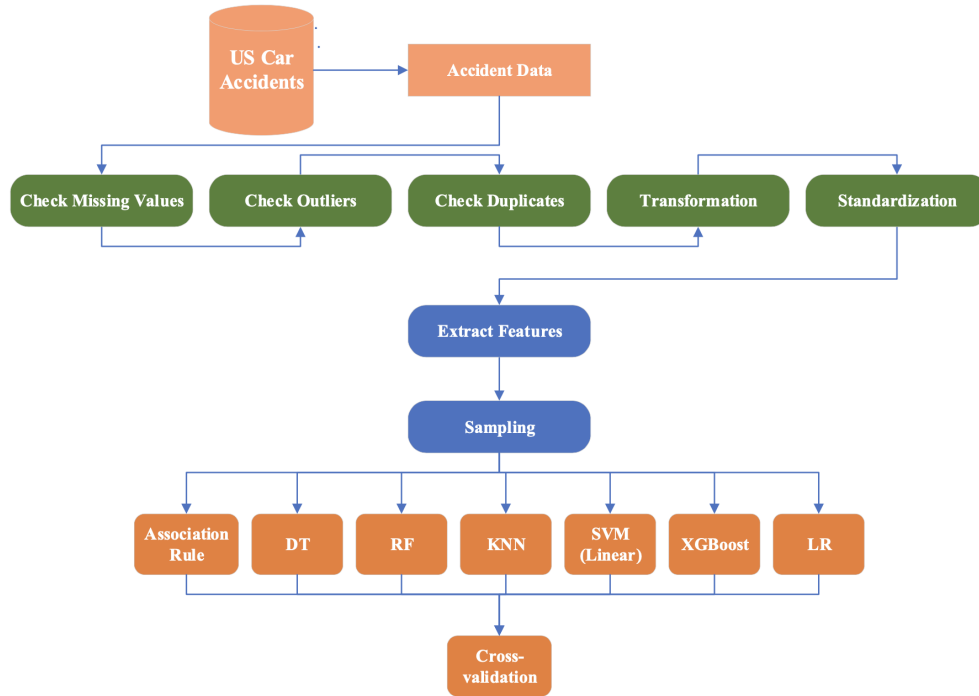 US Car
Accidents
Accident Data
Check Missing Values
Check Outliers
Check Duplicates
Transformation
Standardization
Extract Features
Sampling
Association
Rule
DT
RF
KNN
SVM
(Linear)
XGBoost
LR
Cross-
validation